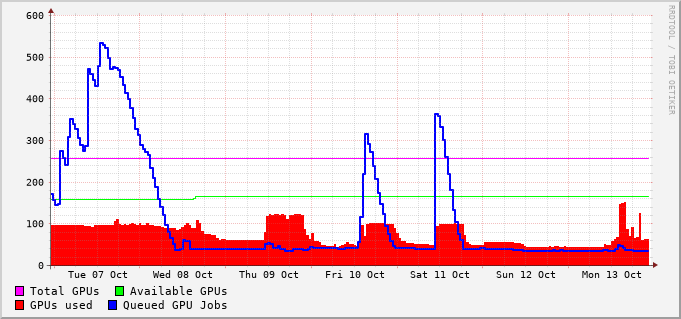 600
500
400
300
200
100
0
Tue 07 Oct Wed 08 Oct Thu 09 Oct Fri 10 Oct Sat 11 Oct Sun 12 Oct Mon 13 Oct
Total GPUs Available GPUs
GPUs used Queued GPU Jobs
RRDTOOL / TOBI OETIKER